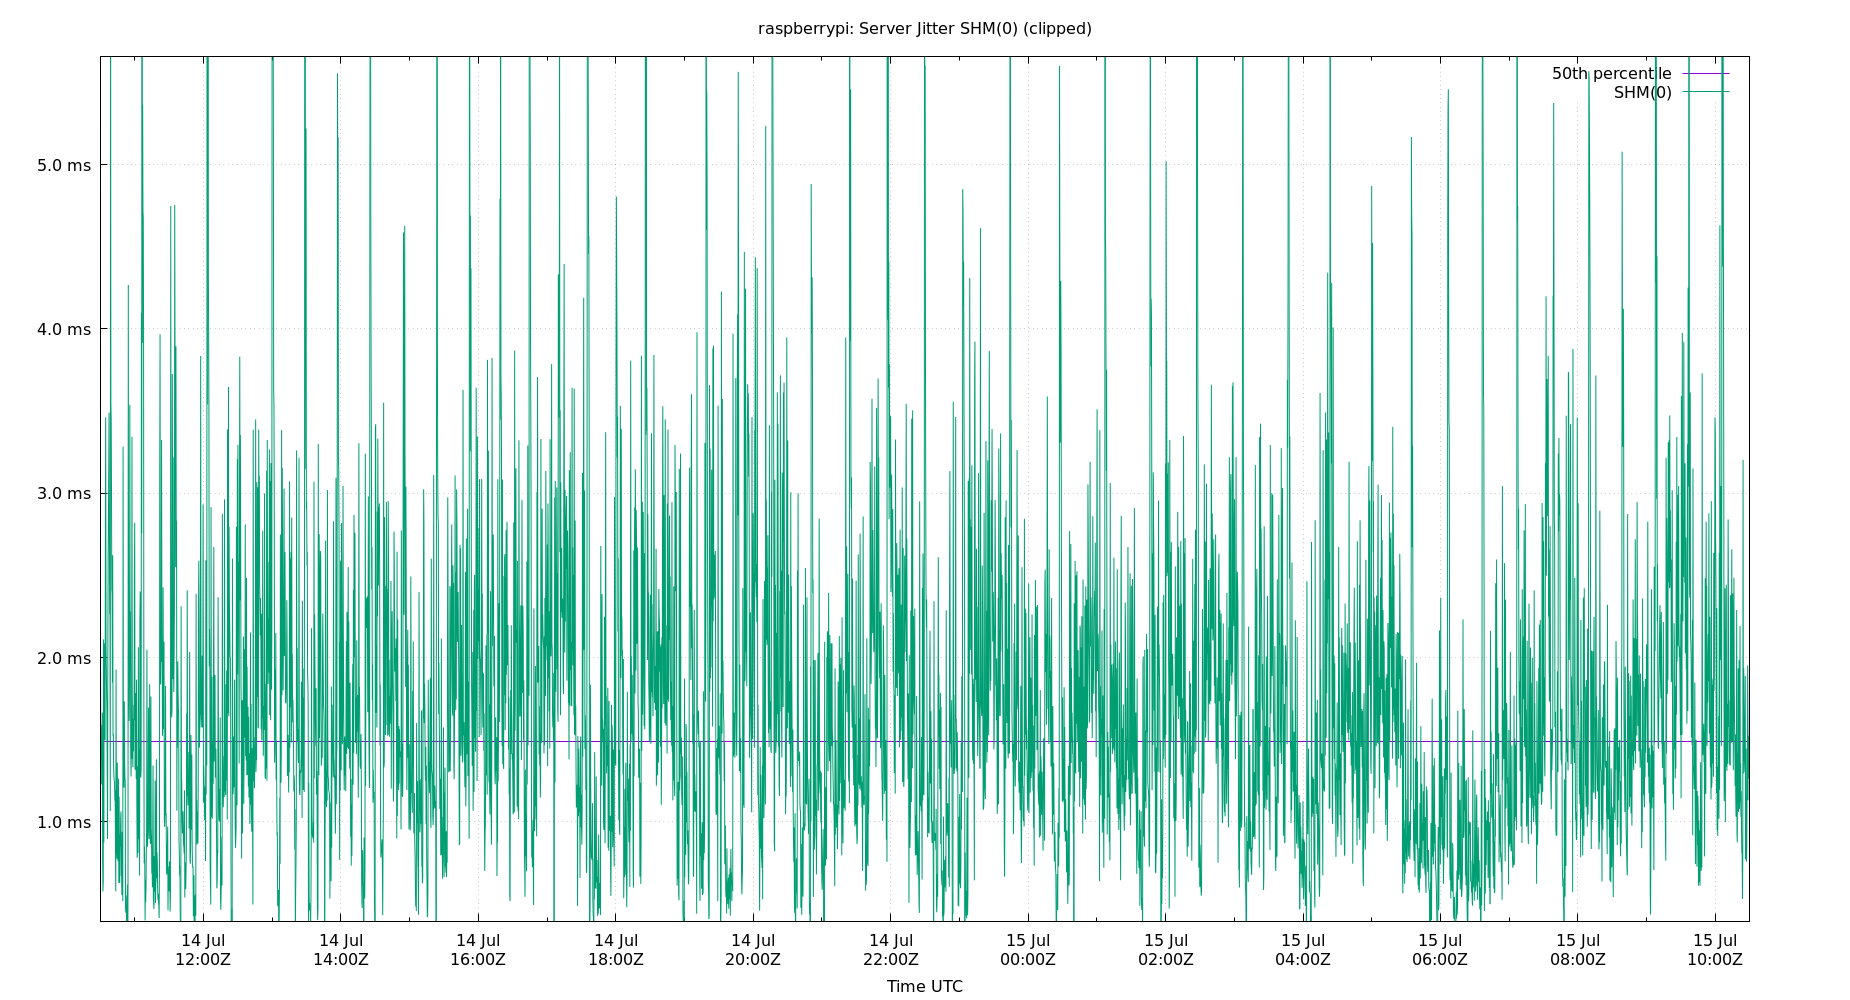 raspberrypi: Server Jitter SHM(0) (clipped)
50th percentile
SHM(0)
5.0 ms
4.0 ms
3.0 ms
2.0 ms
1.0 ms
14 Jul 14 Jul 14 Jul 14 Jul 14 Jul 14 Jul 15 Jul 15 Jul 15 Jul 15 Jul 15 Jul 15 Jul
12:00Z 14:00Z 16:00Z 18:00Z 20:00Z 22:00Z 00:00Z 02:00Z 04:00Z 06:00Z 08:00Z 10:00Z
Time UTC